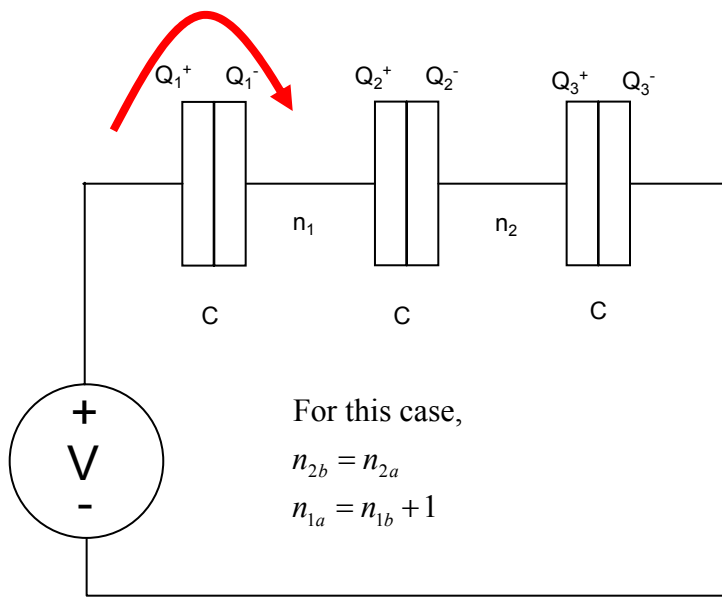 Q₁⁺ Q₁⁻ Q₂⁺ Q₂⁻ Q₃⁺ Q₃⁻
n₁ n₂
C C C
For this case,
+
V
-
n₂b = n₂a
n₁a = n₁b + 1